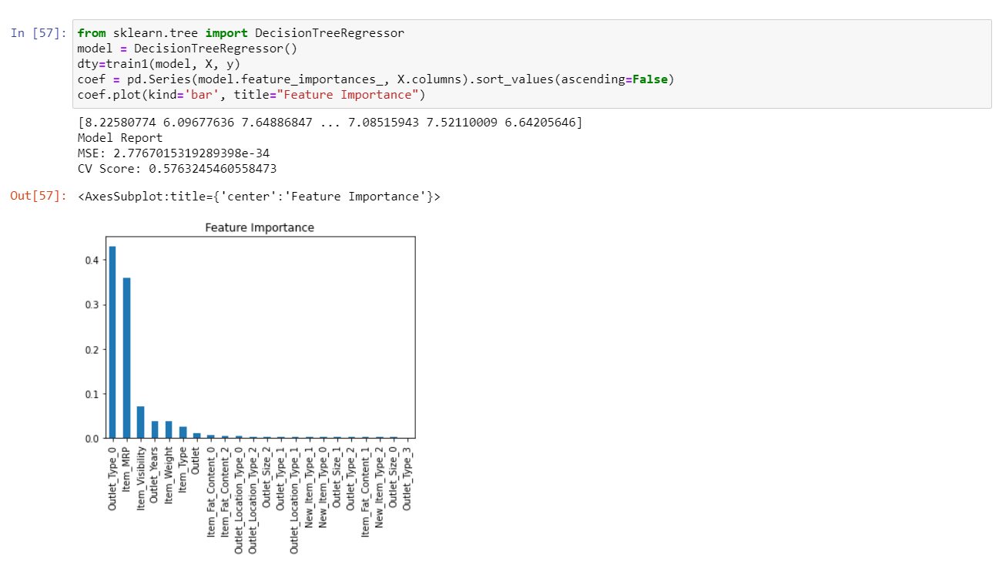 In [57]: from sklearn.tree import DecisionTreeRegressor
model = DecisionTreeRegressor()
dty=train1(model, X, y)
coef = pd.Series(model.feature_importances_, X.columns).sort_values(ascending=False)
coef.plot(kind='bar', title="Feature Importance")
[8.22580774 6.09677636 7.64886847 ... 7.08515943 7.52110009 6.64205646]
Model Report
MSE: 2.7767015319289398e-34
CV Score: 0.5763245460558473
Out[57]: <AxesSubplot:title={'center':'Feature Importance'}>
Feature Importance
0.4
0.3
0.2
0.1
0.0
Outlet_Type_0
Item_MRP
Item_Visibility
Outlet_Years
Item_Weight
Item_Type
Outlet
Item_Fat_Content_0
Item_Fat_Content_2
Outlet_Location_Type_0
Outlet_Location_Type_2
Outlet_Size_2
Outlet_Type_1
Outlet_Location_Type_1
New_Item_Type_1
New_Item_Type_0
Outlet_Size_1
Outlet_Type_2
Item_Fat_Content_1
New_Item_Type_2
Outlet_Size_0
Outlet_Type_3